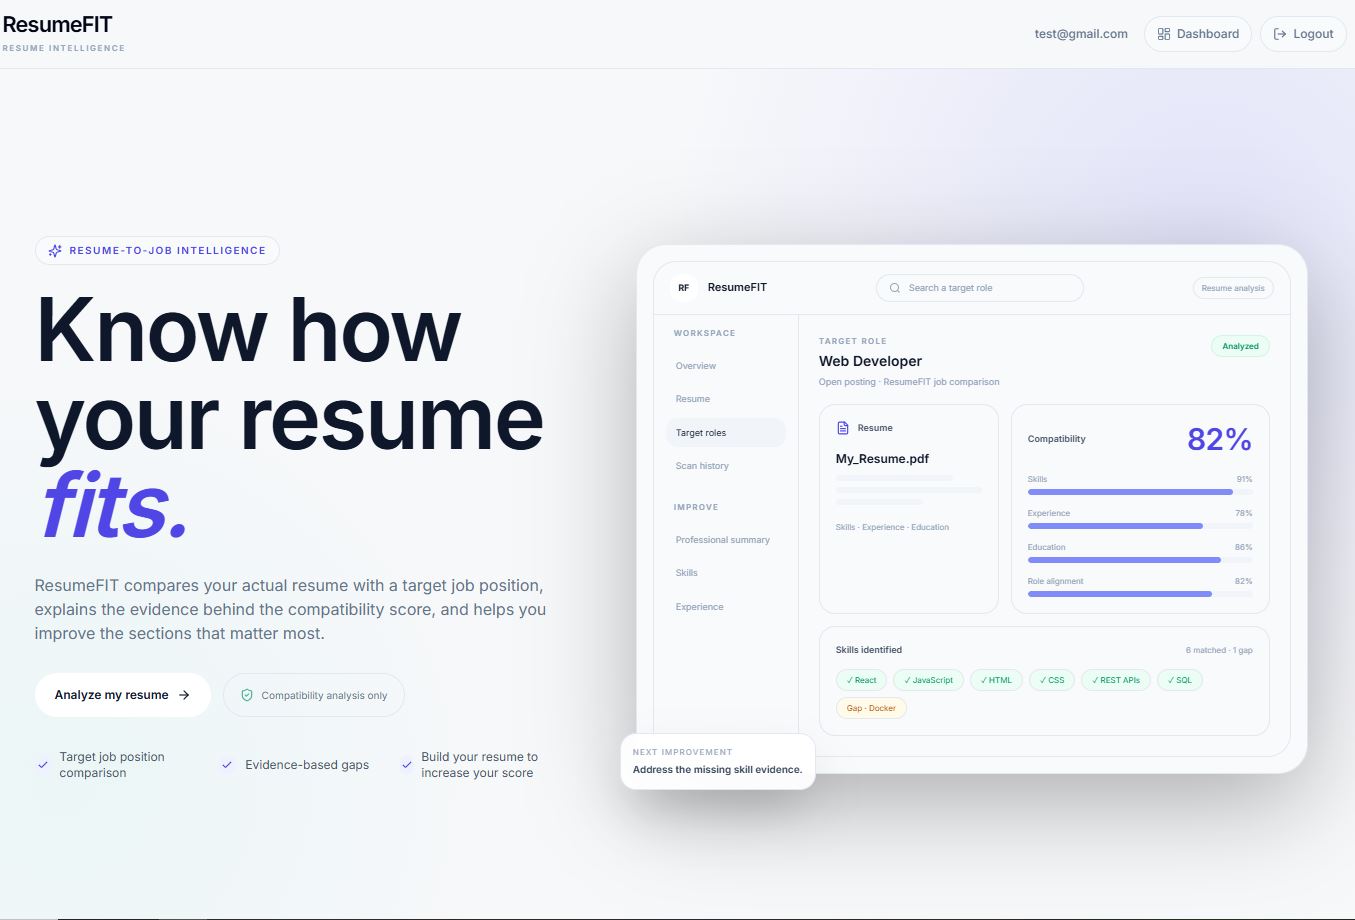 ResumeFIT
RESUME INTELLIGENCE
test@gmail.com
Dashboard
Logout
RESUME-TO-JOB INTELLIGENCE
Know how
your resume
fits.
ResumeFIT compares your actual resume with a target job position,
explains the evidence behind the compatibility score, and helps you
improve the sections that matter most.
Analyze my resume →
Compatibility analysis only
Target job position
comparison
Evidence-based gaps
Build your resume to
increase your score
RF
ResumeFIT
Search a target role
Resume analysis
WORKSPACE
Overview
Resume
Target roles
Scan history
IMPROVE
Professional summary
Skills
Experience
TARGET ROLE
Web Developer
Open posting · ResumeFIT job comparison
Analyzed
Resume
My_Resume.pdf
Skills · Experience · Education
Compatibility
82%
Skills 91%
Experience 78%
Education 86%
Role alignment 82%
Skills identified
6 matched · 1 gap
✓ React
✓ JavaScript
✓ HTML
✓ CSS
✓ REST APIs
✓ SQL
Gap · Docker
NEXT IMPROVEMENT
Address the missing skill evidence.